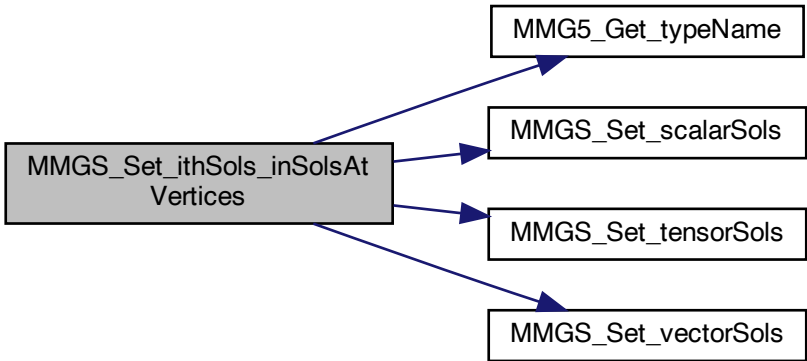 MMGS_Set_ithSols_inSolsAt
Vertices
MMG5_Get_typeName
MMGS_Set_scalarSols
MMGS_Set_tensorSols
MMGS_Set_vectorSols